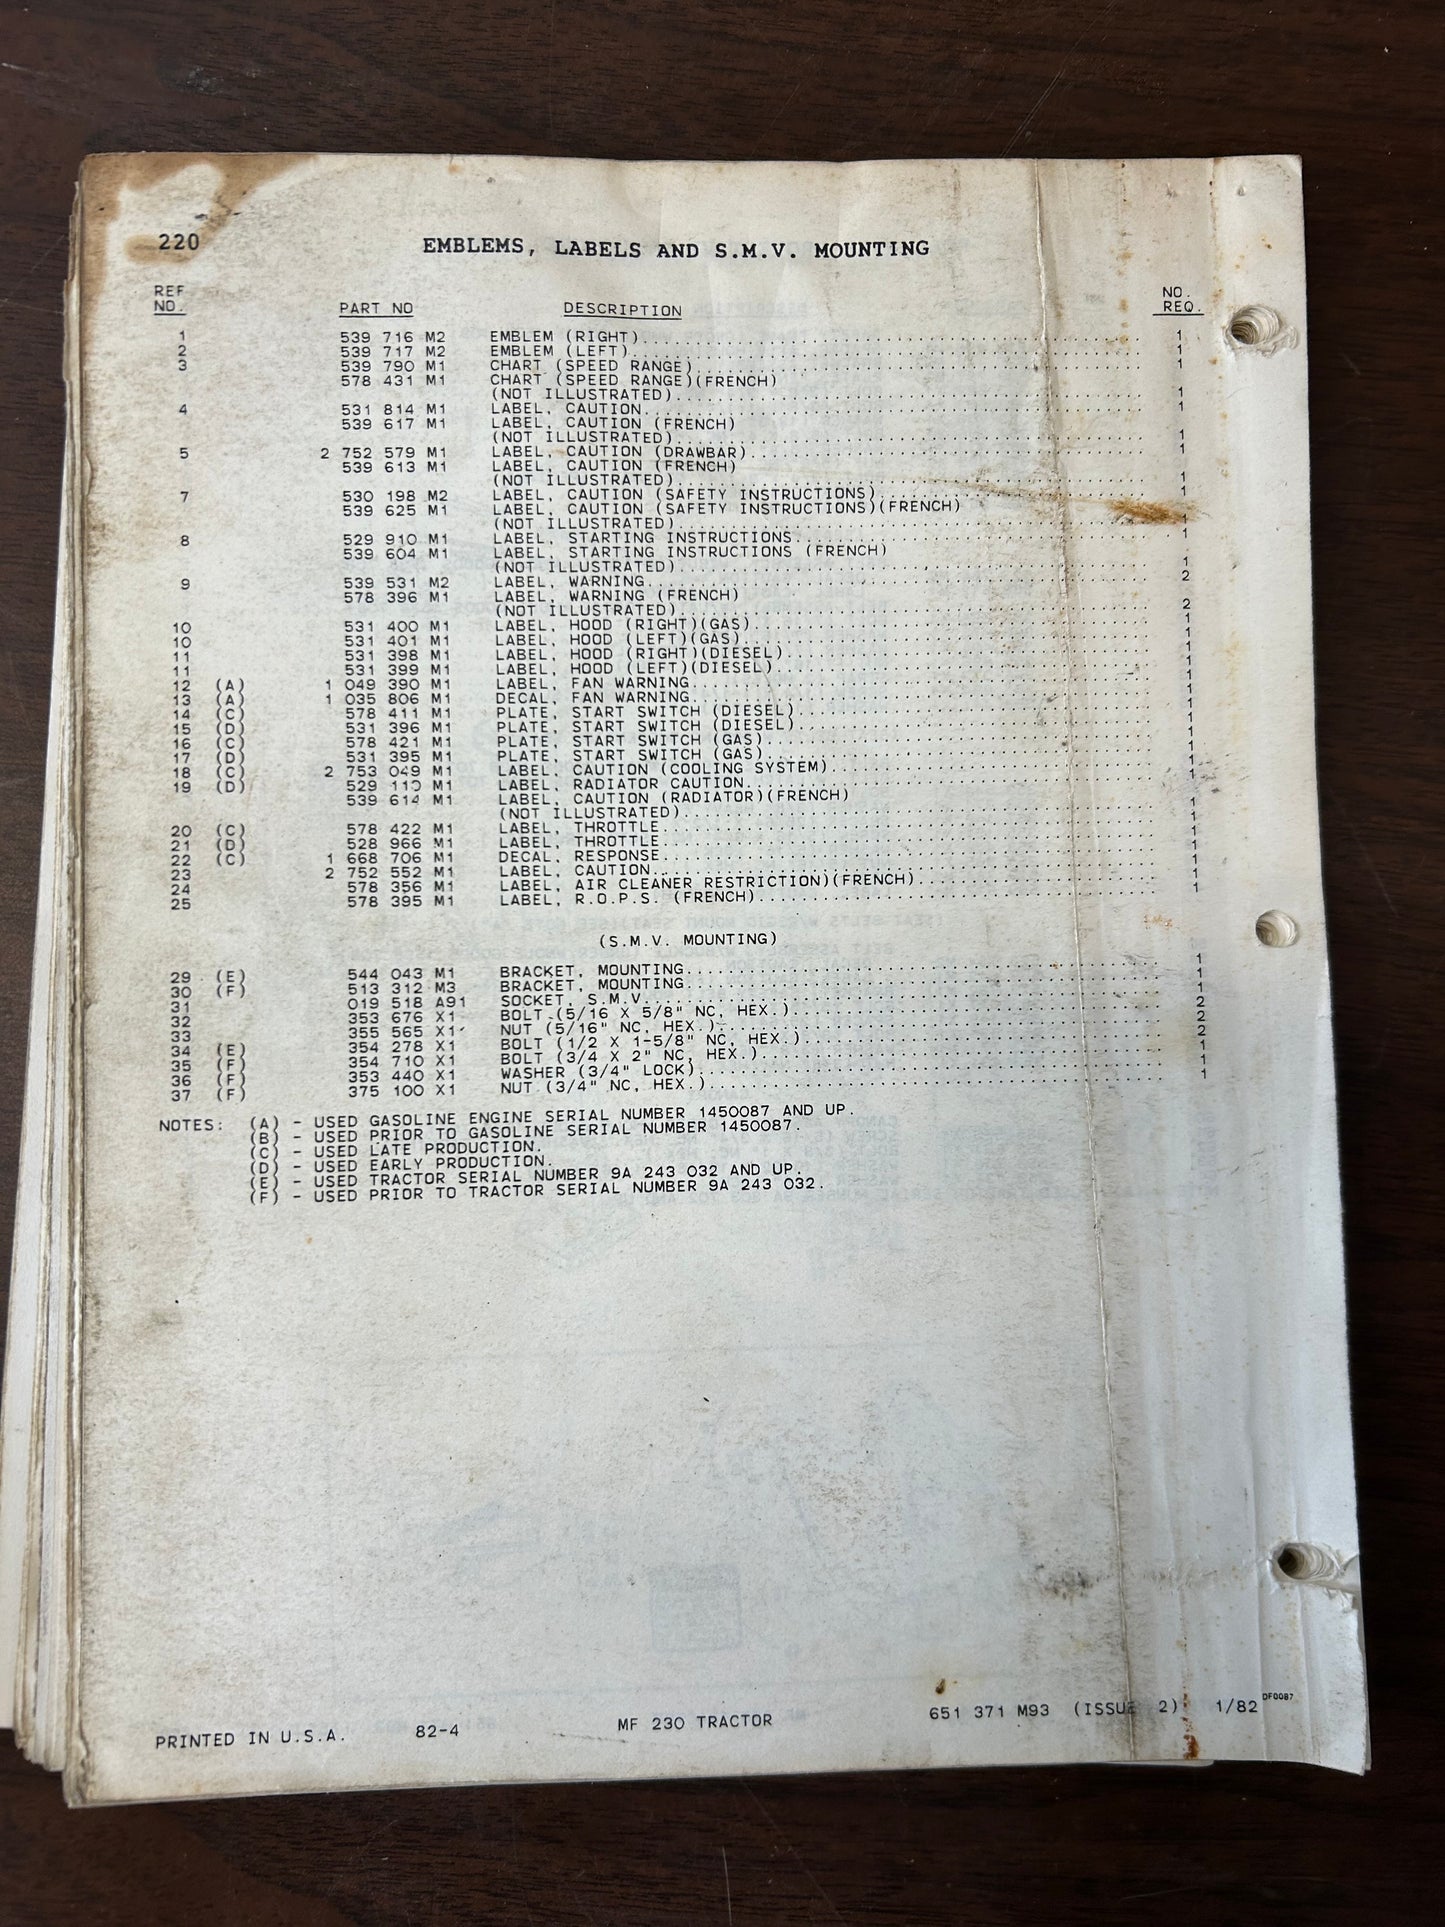 220
EMBLEMS, LABELS AND S.M.V. MOUNTING
REF NO. PART NO DESCRIPTION NO. REQ.
1 539 716 M2 EMBLEM (RIGHT) 1
2 539 717 M2 EMBLEM (LEFT) 1
3 539 790 M1 CHART (SPEED RANGE) 1
578 431 M1 CHART (SPEED RANGE)(FRENCH)
(NOT ILLUSTRATED) 1
4 531 814 M1 LABEL, CAUTION 1
539 617 M1 LABEL, CAUTION (FRENCH)
(NOT ILLUSTRATED) 1
5 2 752 579 M1 LABEL, CAUTION (DRAWBAR) 1
539 613 M1 LABEL, CAUTION (FRENCH)
(NOT ILLUSTRATED) 1
7 530 198 M2 LABEL, CAUTION (SAFETY INSTRUCTIONS) 1
539 625 M1 LABEL, CAUTION (SAFETY INSTRUCTIONS)(FRENCH)
(NOT ILLUSTRATED) 1
8 529 910 M1 LABEL, STARTING INSTRUCTIONS 1
539 604 M1 LABEL, STARTING INSTRUCTIONS (FRENCH)
(NOT ILLUSTRATED) 1
9 539 531 M2 LABEL, WARNING 2
578 396 M1 LABEL, WARNING (FRENCH)
(NOT ILLUSTRATED) 2
10 531 400 M1 LABEL, HOOD (RIGHT)(GAS) 1
10 531 401 M1 LABEL, HOOD (LEFT)(GAS) 1
11 531 398 M1 LABEL, HOOD (RIGHT)(DIESEL) 1
11 531 399 M1 LABEL, HOOD (LEFT)(DIESEL) 1
12 (A) 1 049 390 M1 LABEL, FAN WARNING 1
13 (A) 1 035 806 M1 DECAL, FAN WARNING 1
14 (C) 578 411 M1 PLATE, START SWITCH (DIESEL) 1
15 (D) 531 396 M1 PLATE, START SWITCH (DIESEL) 1
16 (C) 578 421 M1 PLATE, START SWITCH (GAS) 1
17 (D) 531 395 M1 PLATE, START SWITCH (GAS) 1
18 (C) 2 753 049 M1 LABEL, CAUTION (COOLING SYSTEM) 1
19 (D) 529 110 M1 LABEL, RADIATOR CAUTION 1
539 614 M1 LABEL, CAUTION (RADIATOR)(FRENCH)
(NOT ILLUSTRATED) 1
20 (C) 578 422 M1 LABEL, THROTTLE 1
21 (D) 528 966 M1 LABEL, THROTTLE 1
22 (C) 1 668 706 M1 DECAL, RESPONSE 1
23 2 752 552 M1 LABEL, CAUTION 1
24 578 356 M1 LABEL, AIR CLEANER RESTRICTION)(FRENCH) 1
25 578 395 M1 LABEL, R.O.P.S. (FRENCH) 1
(S.M.V. MOUNTING)
29 (E) 544 043 M1 BRACKET, MOUNTING 1
30 (F) 513 312 M3 BRACKET, MOUNTING 1
31 019 518 A91 SOCKET, S.M.V. 1
32 353 676 X1 BOLT (5/16 X 5/8" NC, HEX.) 2
33 355 565 X1 NUT (5/16" NC, HEX.) 2
34 (E) 354 278 X1 BOLT (1/2 X 1-5/8" NC, HEX.) 2
35 (F) 354 710 X1 BOLT (3/4 X 2" NC, HEX.) 1
36 (F) 353 440 X1 WASHER (3/4" LOCK) 1
37 (F) 375 100 X1 NUT (3/4" NC, HEX.) 1
NOTES: (A) - USED GASOLINE ENGINE SERIAL NUMBER 1450087 AND UP.
(B) - USED PRIOR TO GASOLINE SERIAL NUMBER 1450087.
(C) - USED LATE PRODUCTION.
(D) - USED EARLY PRODUCTION.
(E) - USED TRACTOR SERIAL NUMBER 9A 243 032 AND UP.
(F) - USED PRIOR TO TRACTOR SERIAL NUMBER 9A 243 032.
PRINTED IN U.S.A. 82-4 MF 230 TRACTOR 651 371 M93 (ISSUE 2) 1/82 DF0087